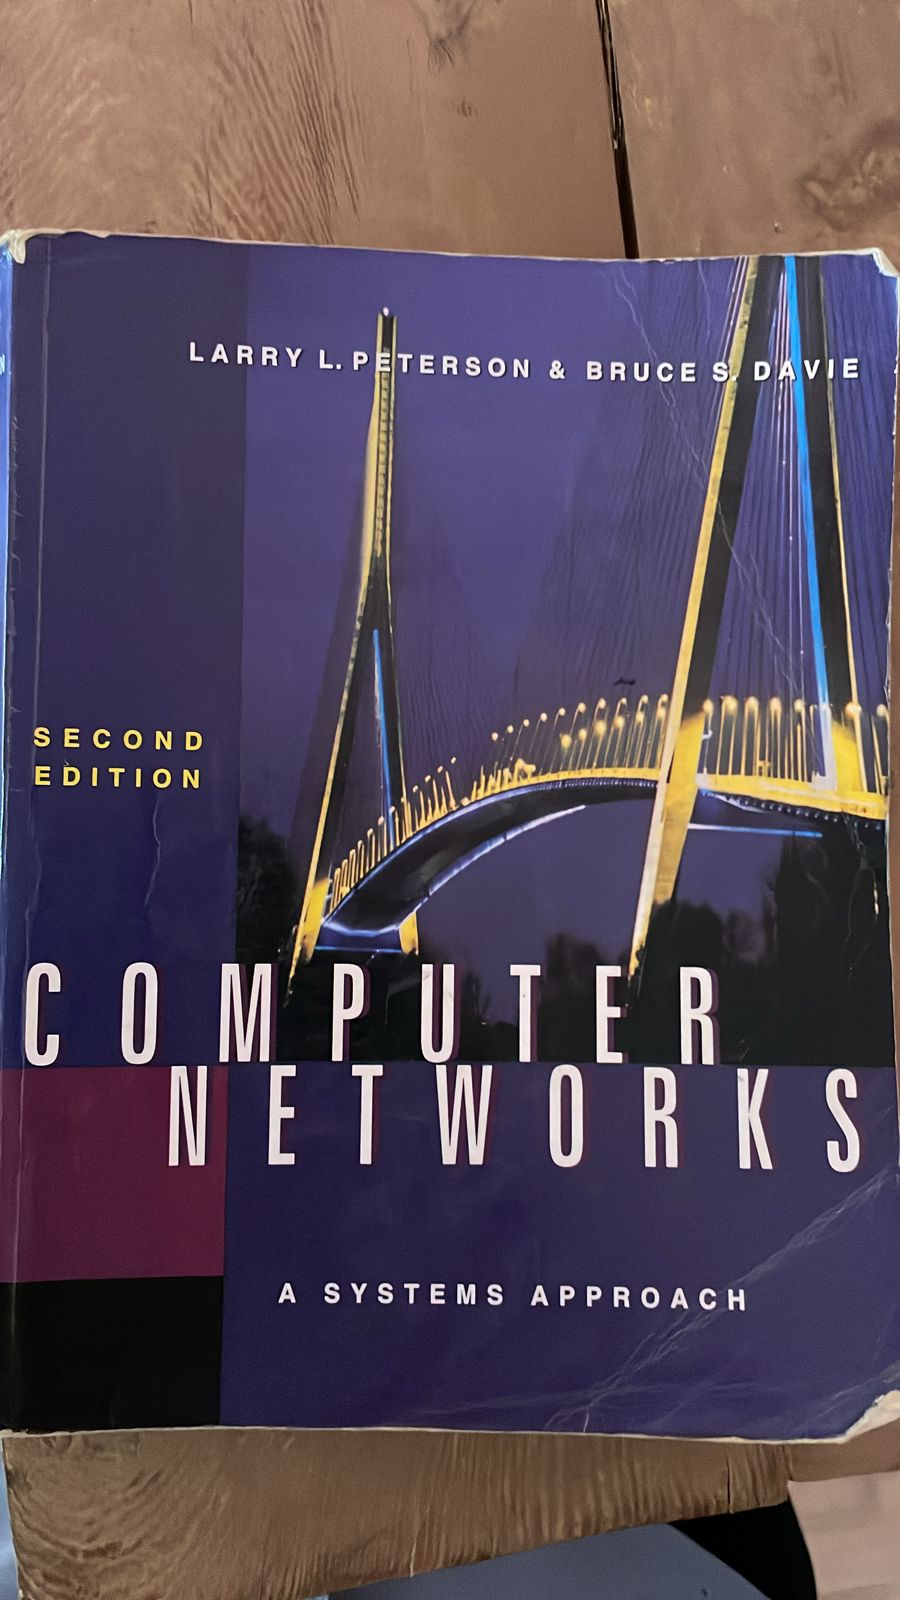 LARRY L. PETERSON & BRUCE S. DAVIE
SECOND
EDITION
COMPUTER
NETWORKS
A SYSTEMS APPROACH